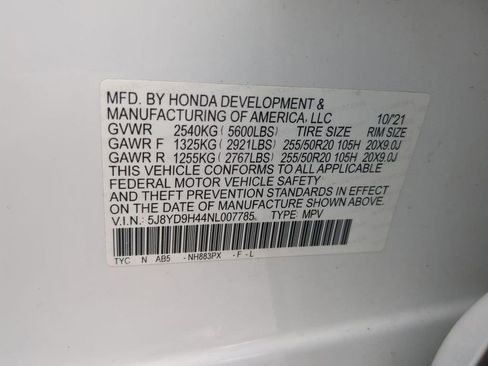 MFD. BY HONDA DEVELOPMENT &
MANUFACTURING OF AMERICA, LLC 10/21
GVWR 2540KG (5600LBS) TIRE SIZE RIM SIZE
GAWR F 1325KG (2921LBS) 255/50R20 105H 20X9.0J
GAWR R 1255KG (2767LBS) 255/50R20 105H 20X9.0J
THIS VEHICLE CONFORMS TO ALL APPLICABLE
FEDERAL MOTOR VEHICLE SAFETY
AND THEFT PREVENTION STANDARDS IN EFFECT
ON THE DATE OF MANUFACTURE SHOWN ABOVE.
V.I.N.: 5J8YD9H44NL007785 TYPE: MPV
TYC N AB5 -NH883PX -F -L